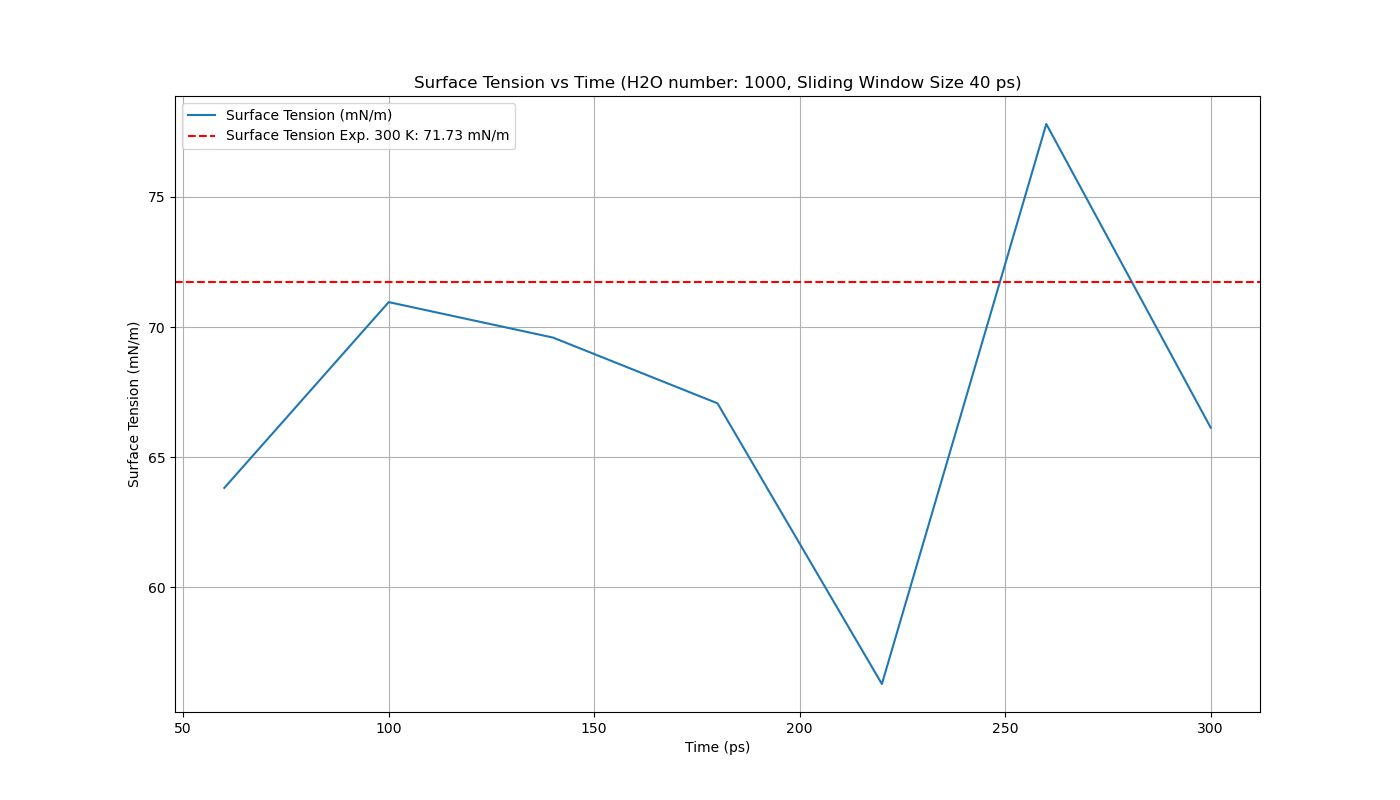 Surface Tension vs Time (H2O number: 1000, Sliding Window Size 40 ps)
Surface Tension (mN/m)
Surface Tension Exp. 300 K: 71.73 mN/m
Surface Tension (mN/m)
75
70
65
60
50
100
150
200
250
300
Time (ps)